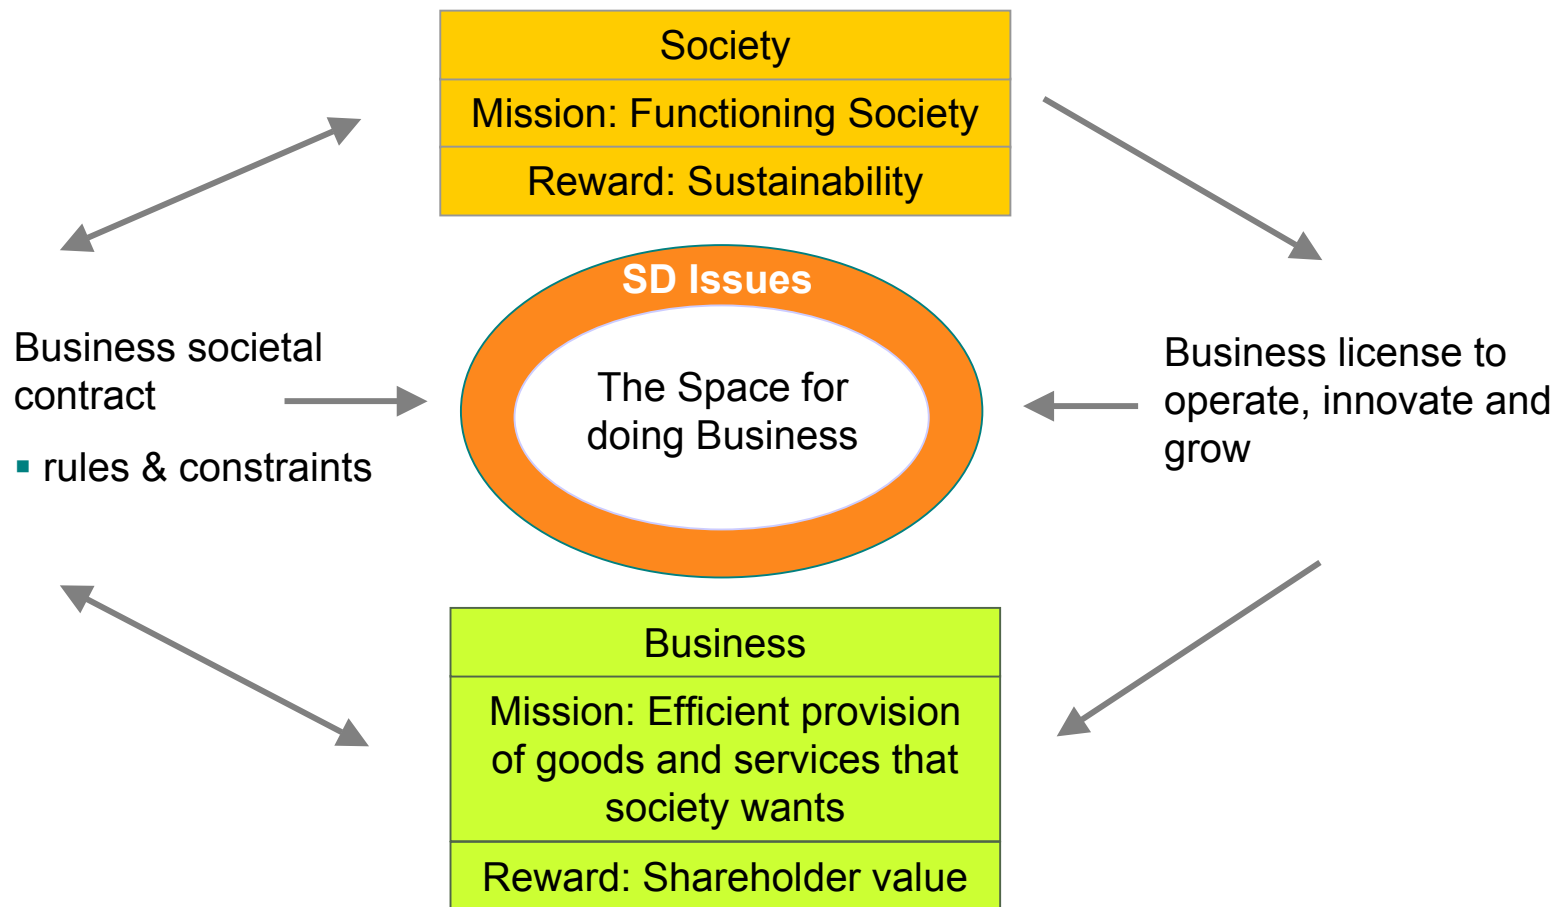 Society
Mission: Functioning Society
Reward: Sustainability
SD Issues
The Space for
doing Business
Business societal
contract
▪ rules & constraints
Business license to
operate, innovate and
grow
Business
Mission: Efficient provision
of goods and services that
society wants
Reward: Shareholder value